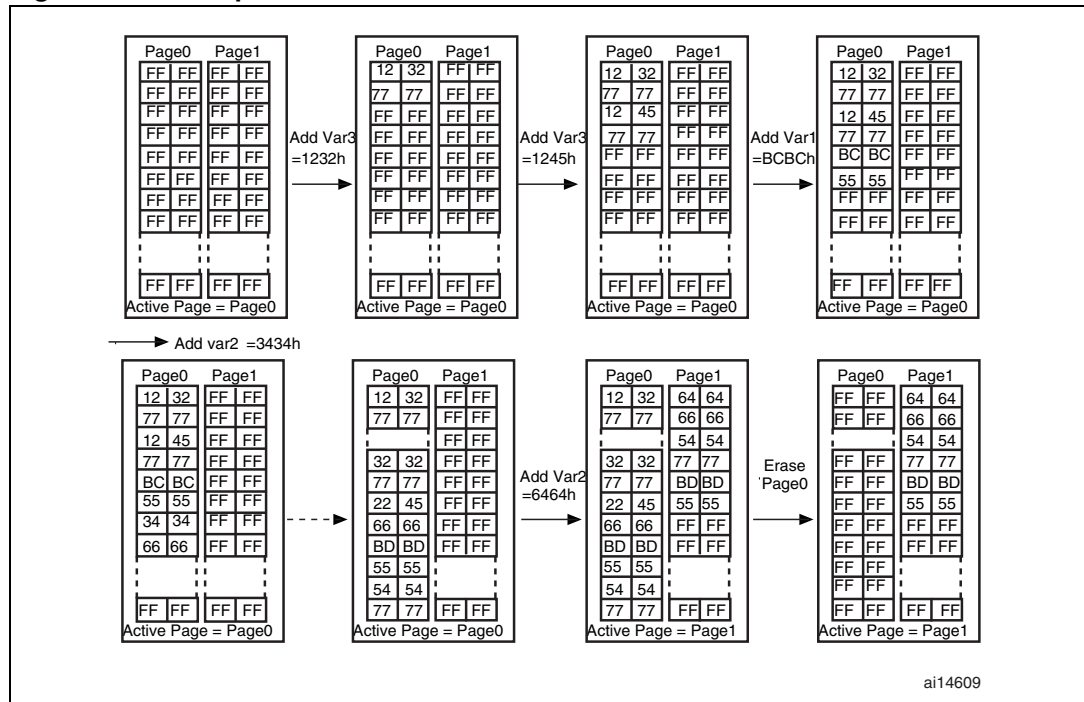 Page0 Page1
FF FF FF FF
FF FF FF FF
FF FF FF FF
FF FF FF FF
FF FF FF FF
FF FF FF FF
FF FF FF FF
FF FF FF FF
FF FF FF FF
Active Page = Page0
Add Var3
=1232h
Page0 Page1
12 32 FF FF
77 77 FF FF
FF FF FF FF
FF FF FF FF
FF FF FF FF
FF FF FF FF
FF FF FF FF
FF FF FF FF
FF FF FF FF
Active Page = Page0
Add Var3
=1245h
Page0 Page1
12 32 FF FF
77 77 FF FF
12 45 FF FF
77 77 FF FF
FF FF FF FF
FF FF FF FF
FF FF FF FF
FF FF FF FF
FF FF FF FF
Active Page = Page0
Add Var1
=BCBCh
Page0 Page1
12 32 FF FF
77 77 FF FF
12 45 FF FF
77 77 FF FF
BC BC FF FF
55 55 FF FF
FF FF FF FF
FF FF FF FF
FF FF FF FF
Active Page = Page0
Add var2 =3434h
Page0 Page1
12 32 FF FF
77 77 FF FF
12 45 FF FF
77 77 FF FF
BC BC FF FF
55 55 FF FF
34 34 FF FF
66 66 FF FF
FF FF FF FF
Active Page = Page0
Page0 Page1
12 32 FF FF
77 77 FF FF
FF FF
32 32 FF FF
77 77 FF FF
22 45 FF FF
66 66 FF FF
BD BD FF FF
55 55
54 54
77 77 FF FF
Active Page = Page0
Add Var2
=6464h
Page0 Page1
12 32 64 64
77 77 66 66
54 54
32 32 77 77
77 77 BD BD
22 45 55 55
66 66 FF FF
BD BD FF FF
55 55
54 54
77 77 FF FF
Active Page = Page1
Erase
Page0
Page0 Page1
FF FF 64 64
FF FF 66 66
54 54
FF FF 77 77
FF FF BD BD
FF FF 55 55
FF FF FF FF
FF FF FF FF
FF FF
FF FF
FF FF FF FF
Active Page = Page1
ai14609